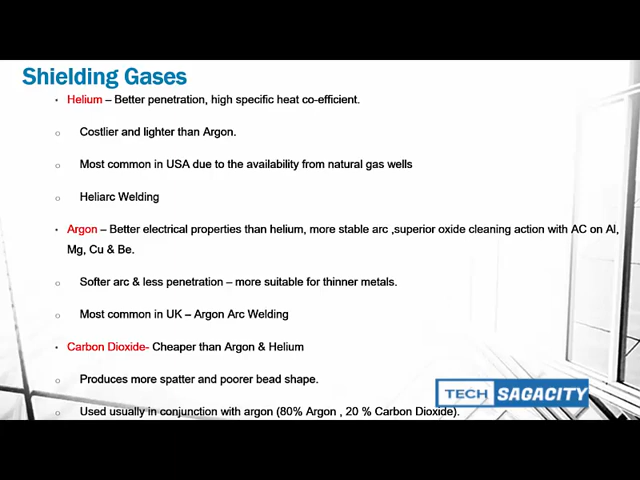 Shielding Gases
• Helium – Better penetration, high specific heat co-efficient.
o Costlier and lighter than Argon.
o Most common in USA due to the availability from natural gas wells
o Heliarc Welding
• Argon – Better electrical properties than helium, more stable arc ,superior oxide cleaning action with AC on Al,
Mg, Cu & Be.
o Softer arc & less penetration – more suitable for thinner metals.
o Most common in UK – Argon Arc Welding
• Carbon Dioxide- Cheaper than Argon & Helium
o Produces more spatter and poorer bead shape.
o Used usually in conjunction with argon (80% Argon , 20 % Carbon Dioxide).
TECH SAGACITY